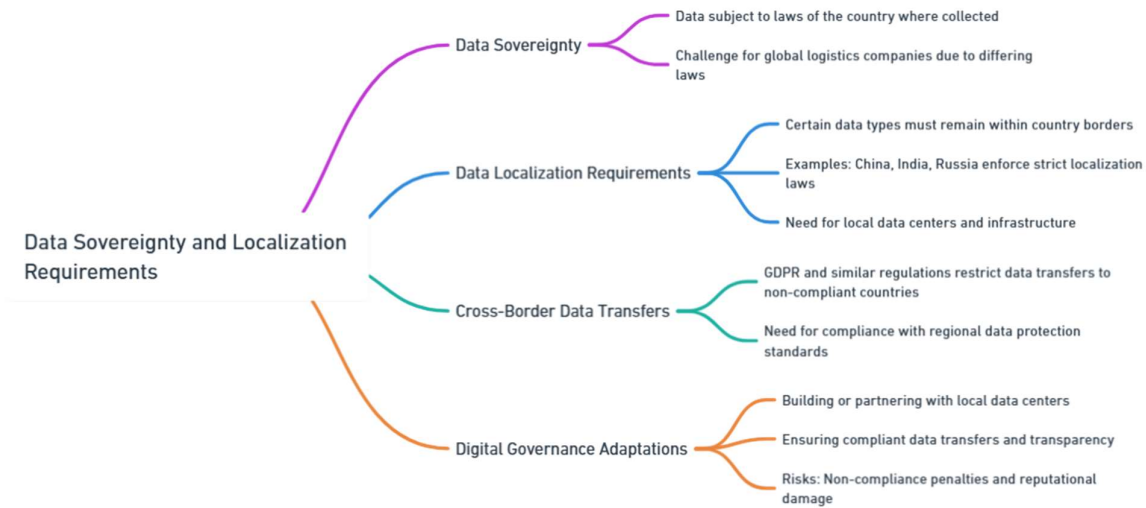 Data Sovereignty and Localization
Requirements
Data Sovereignty
Data subject to laws of the country where collected
Challenge for global logistics companies due to differing
laws
Data Localization Requirements
Certain data types must remain within country borders
Examples: China, India, Russia enforce strict localization
laws
Need for local data centers and infrastructure
Cross-Border Data Transfers
GDPR and similar regulations restrict data transfers to
non-compliant countries
Need for compliance with regional data protection
standards
Digital Governance Adaptations
Building or partnering with local data centers
Ensuring compliant data transfers and transparency
Risks: Non-compliance penalties and reputational
damage